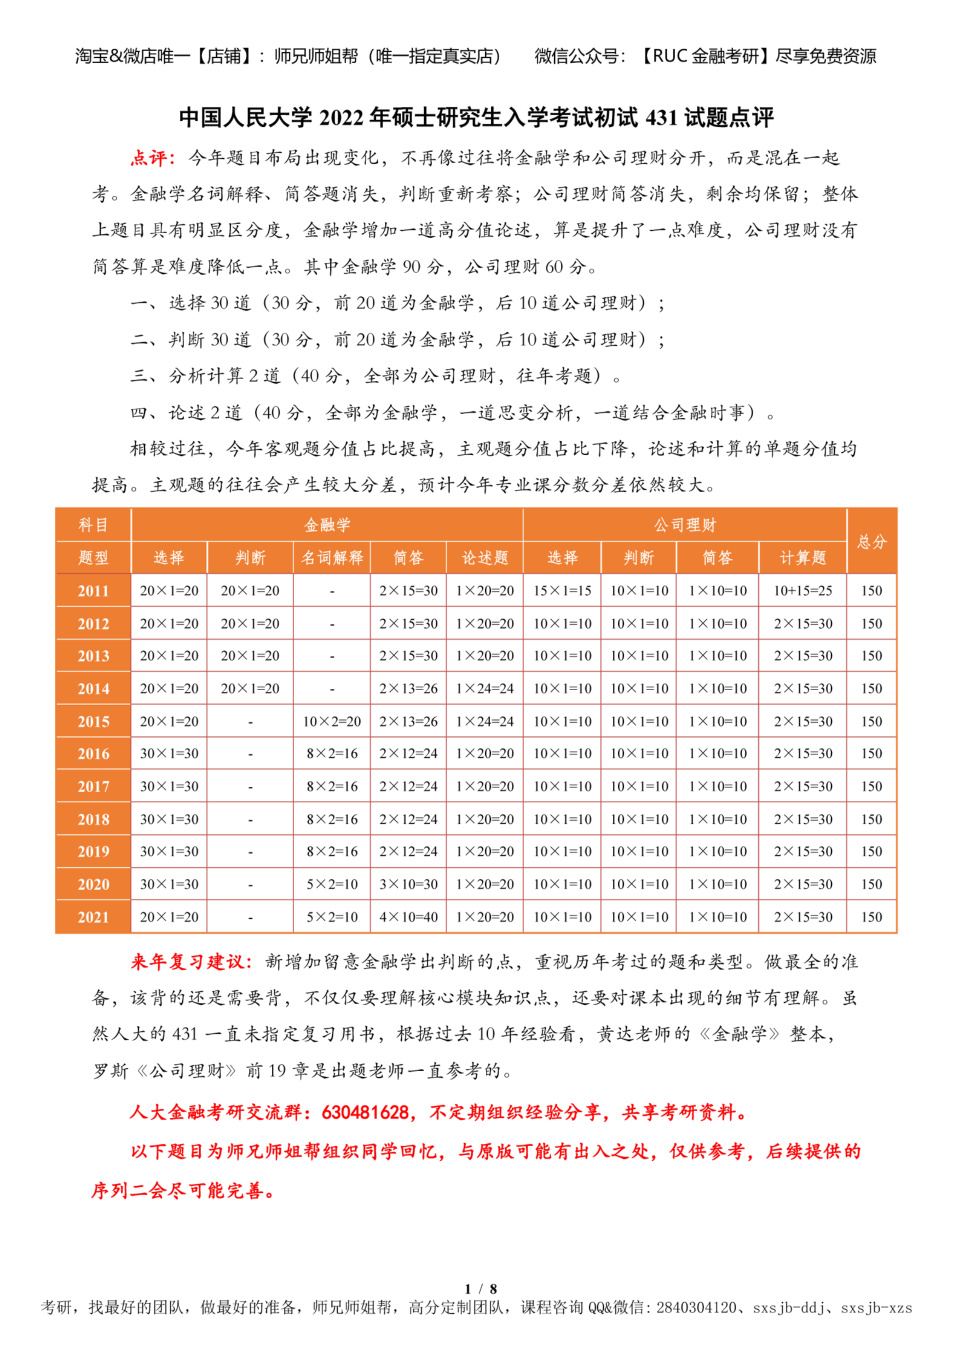 淘宝&微店唯一【店铺】：师兄师姐帮（唯一指定真实店） 微信公众号：【RUC 金融考研】尽享免费资源
中国人民大学 2022 年硕士研究生入学考试初试 431 试题点评
点评：今年题目布局出现变化，不再像过往将金融学和公司理财分开，而是混在一起
考。金融学名词解释、简答题消失，判断重新考察；公司理财简答消失，剩余均保留；整体
上题目具有明显区分度，金融学增加一道高分值论述，算是提升了一点难度，公司理财没有
简答算是难度降低一点。其中金融学 90 分，公司理财 60 分。
一、选择 30 道（30 分，前 20 道为金融学，后 10 道公司理财）；
二、判断 30 道（30 分，前 20 道为金融学，后 10 道公司理财）；
三、分析计算 2 道（40 分，全部为公司理财，往年考题）。
四、论述 2 道（40 分，全部为金融学，一道思变分析，一道结合金融时事）。
相较过往，今年客观题分值占比提高，主观题分值占比下降，论述和计算的单题分值均
提高。主观题的往往会产生较大分差，预计今年专业课分数分差依然较大。
科目 金融学 公司理财 总分
题型 选择 判断 名词解释 简答 论述题 选择 判断 简答 计算题
2011 20×1=20 20×1=20 - 2×15=30 1×20=20 15×1=15 10×1=10 1×10=10 10+15=25 150
2012 20×1=20 20×1=20 - 2×15=30 1×20=20 10×1=10 10×1=10 1×10=10 2×15=30 150
2013 20×1=20 20×1=20 - 2×15=30 1×20=20 10×1=10 10×1=10 1×10=10 2×15=30 150
2014 20×1=20 20×1=20 - 2×13=26 1×24=24 10×1=10 10×1=10 1×10=10 2×15=30 150
2015 20×1=20 - 10×2=20 2×13=26 1×24=24 10×1=10 10×1=10 1×10=10 2×15=30 150
2016 30×1=30 - 8×2=16 2×12=24 1×20=20 10×1=10 10×1=10 1×10=10 2×15=30 150
2017 30×1=30 - 8×2=16 2×12=24 1×20=20 10×1=10 10×1=10 1×10=10 2×15=30 150
2018 30×1=30 - 8×2=16 2×12=24 1×20=20 10×1=10 10×1=10 1×10=10 2×15=30 150
2019 30×1=30 - 8×2=16 2×12=24 1×20=20 10×1=10 10×1=10 1×10=10 2×15=30 150
2020 30×1=30 - 5×2=10 3×10=30 1×20=20 10×1=10 10×1=10 1×10=10 2×15=30 150
2021 20×1=20 - 5×2=10 4×10=40 1×20=20 10×1=10 10×1=10 1×10=10 2×15=30 150
来年复习建议：新增加留意金融学出判断的点，重视历年考过的题和类型。做最全的准
备，该背的还是需要背，不仅仅要理解核心模块知识点，还要对课本出现的细节有理解。虽
然人大的 431 一直未指定复习用书，根据过去 10 年经验看，黄达老师的《金融学》整本，
罗斯《公司理财》前 19 章是出题老师一直参考的。
人大金融考研交流群：630481628，不定期组织经验分享，共享考研资料。
以下题目为师兄师姐帮组织同学回忆，与原版可能有出入之处，仅供参考，后续提供的
序列二会尽可能完善。
1 / 8
考研，找最好的团队，做最好的准备，师兄师姐帮，高分定制团队，课程咨询 QQ&微信: 2840304120、sxsjb-ddj、sxsjb-xzs